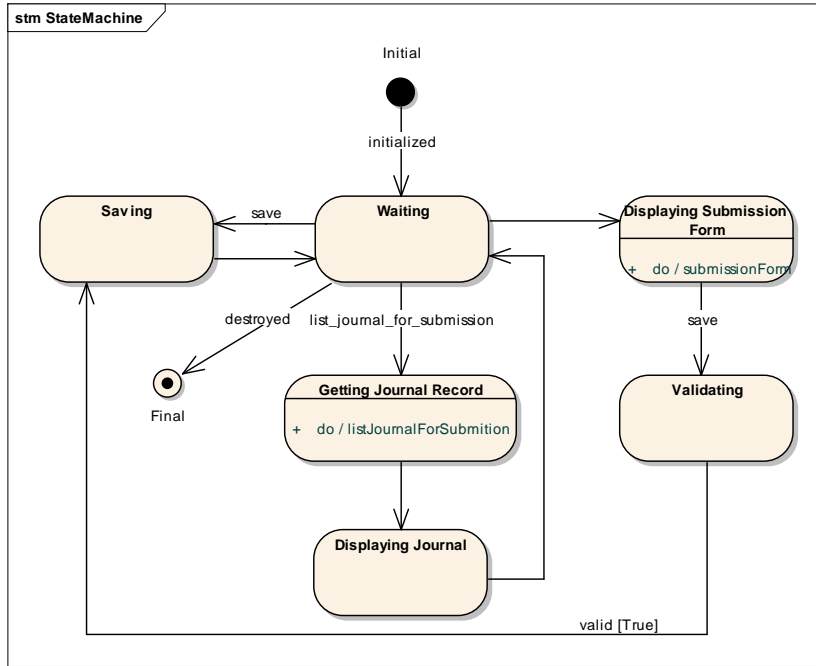 stm StateMachine
Initial
initialized
Saving
save
Waiting
Displaying Submission
Form
+ do / submissionForm
destroyed
list_journal_for_submission
save
Final
Getting Journal Record
+ do / listJournalForSubmition
Validating
Displaying Journal
valid [True]